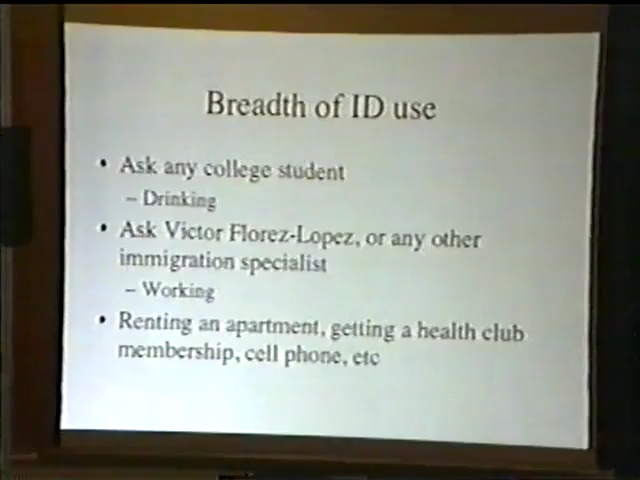 Breadth of ID use
• Ask any college student
– Drinking
• Ask Victor Florez-Lopez, or any other
immigration specialist
– Working
• Renting an apartment, getting a health club
membership, cell phone, etc